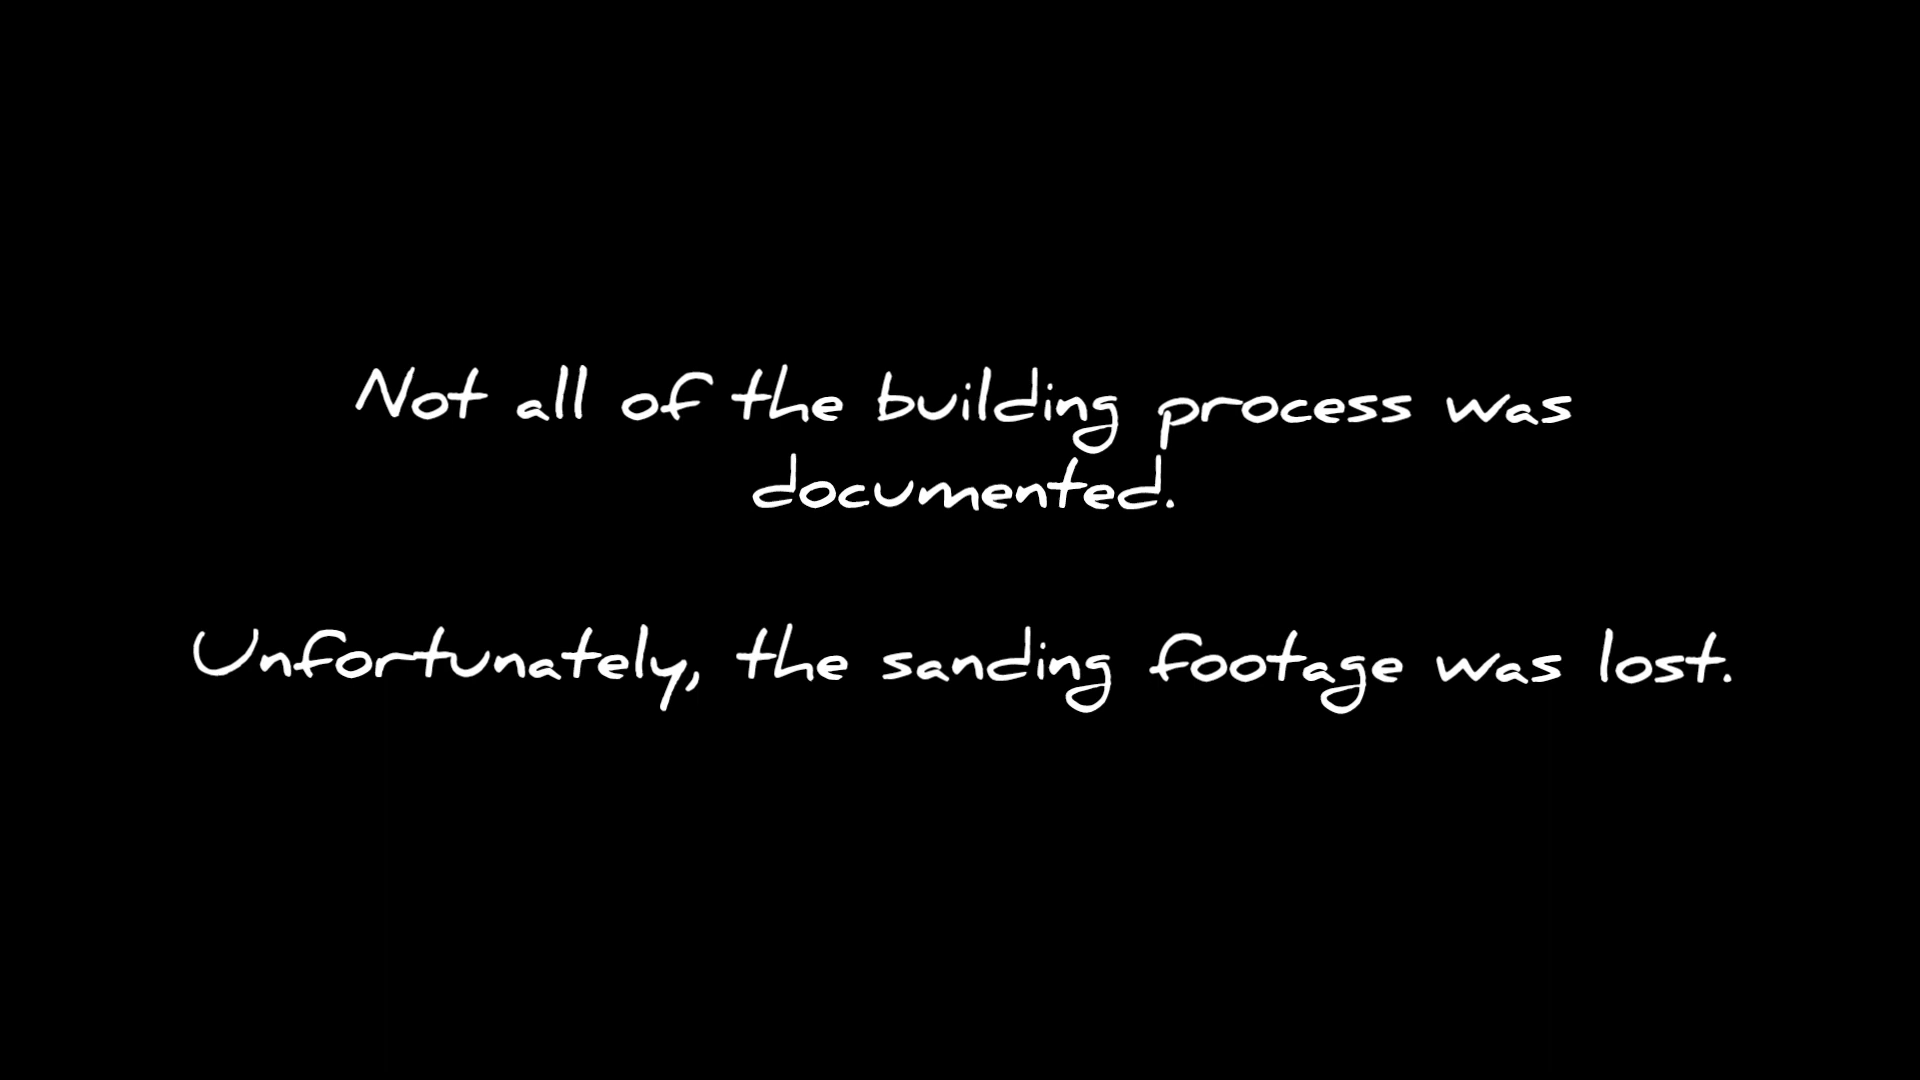 Not all of the building process was
documented.
Unfortunately, the sanding footage was lost.